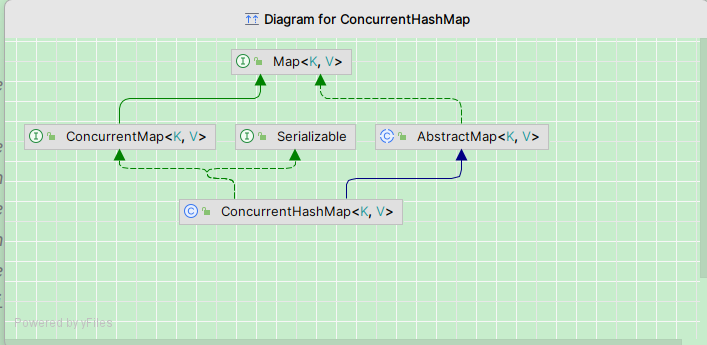 Diagram for ConcurrentHashMap
I Map<K, V>
I ConcurrentMap<K, V>
I Serializable
C AbstractMap<K, V>
C ConcurrentHashMap<K, V>
Powered by yFiles